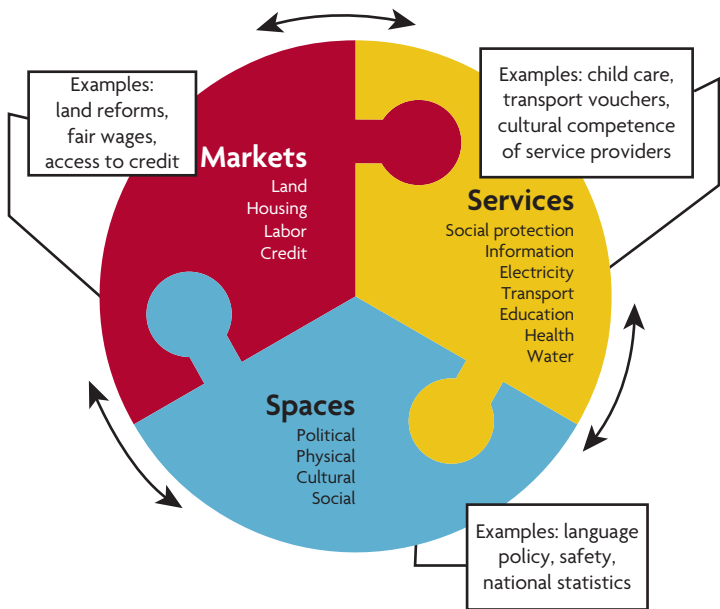 Examples:
land reforms,
fair wages,
access to credit
Examples: child care,
transport vouchers,
cultural competence
of service providers
Markets
Land
Housing
Labor
Credit
Services
Social protection
Information
Electricity
Transport
Education
Health
Water
Spaces
Political
Physical
Cultural
Social
Examples: language
policy, safety,
national statistics